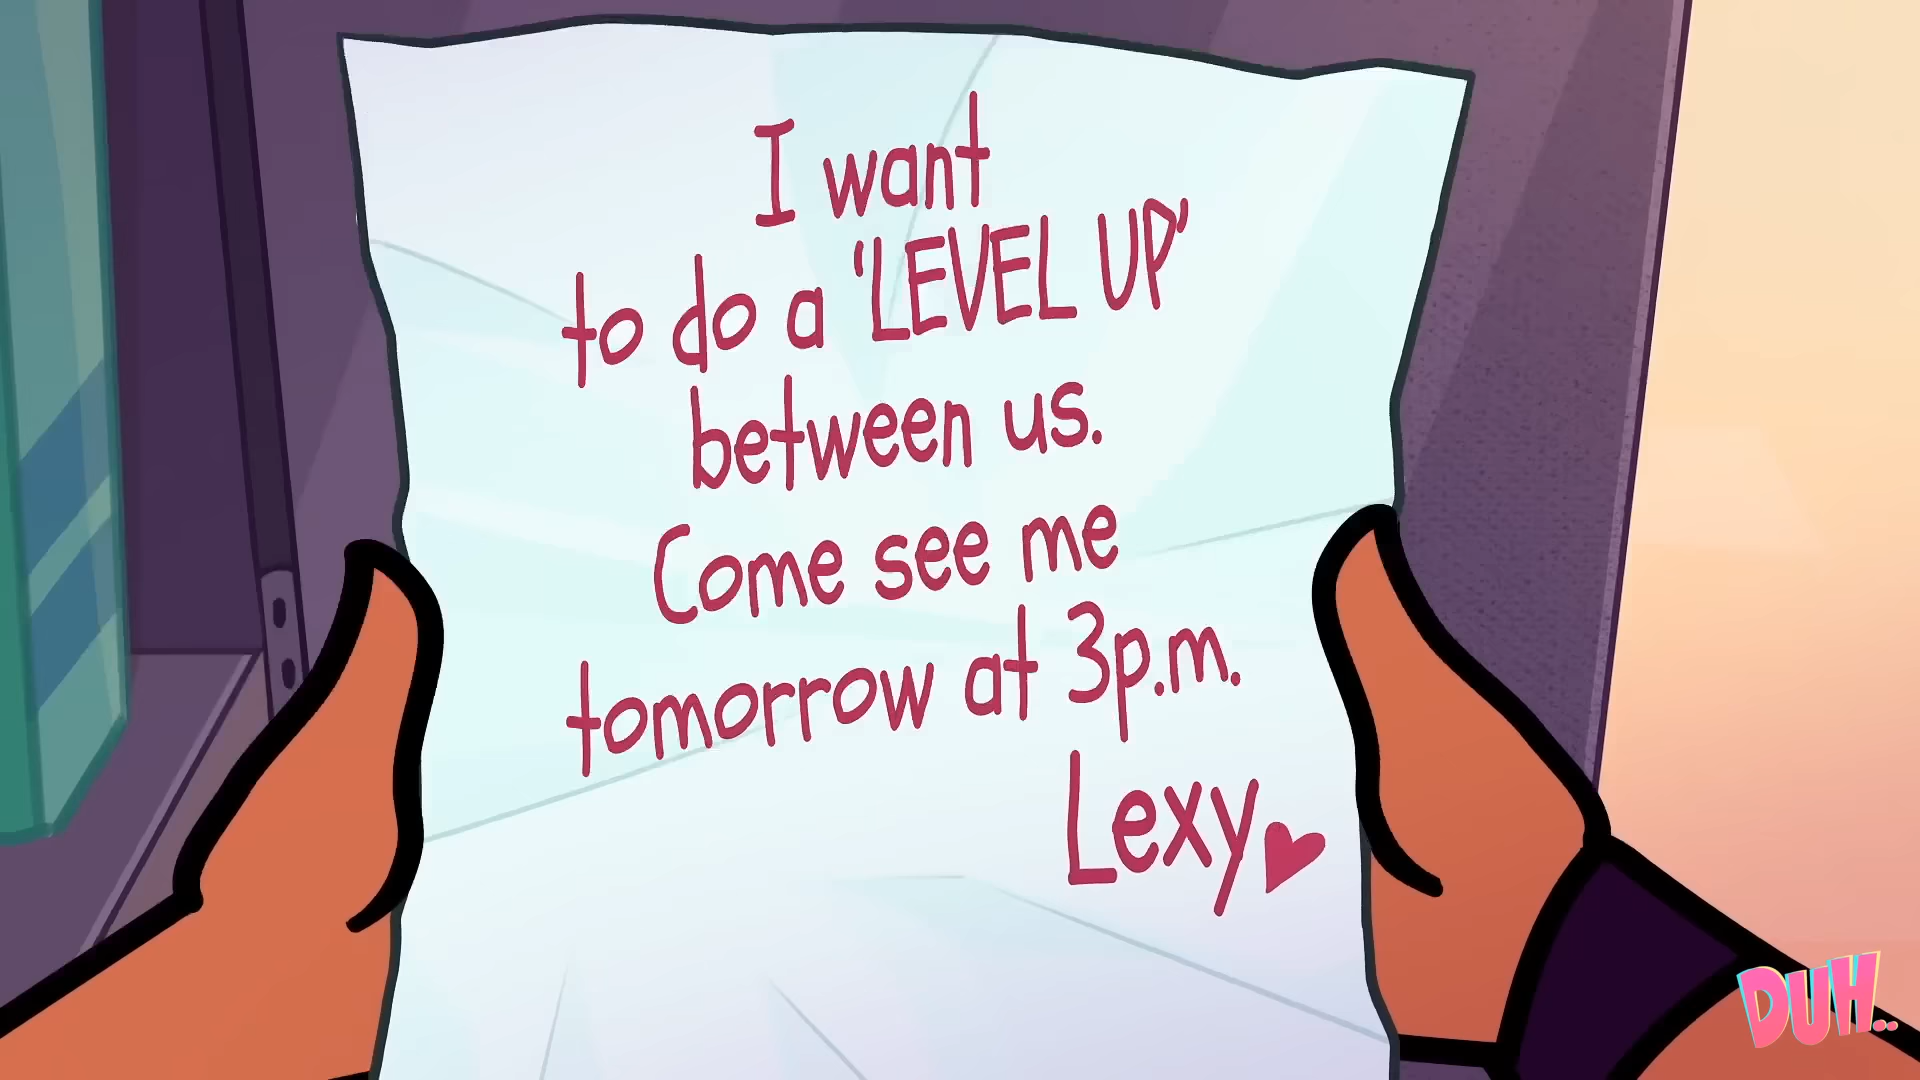 I want
to do a 'LEVEL UP'
between us.
Come see me
tomorrow at 3p.m.
Lexy
DUH..